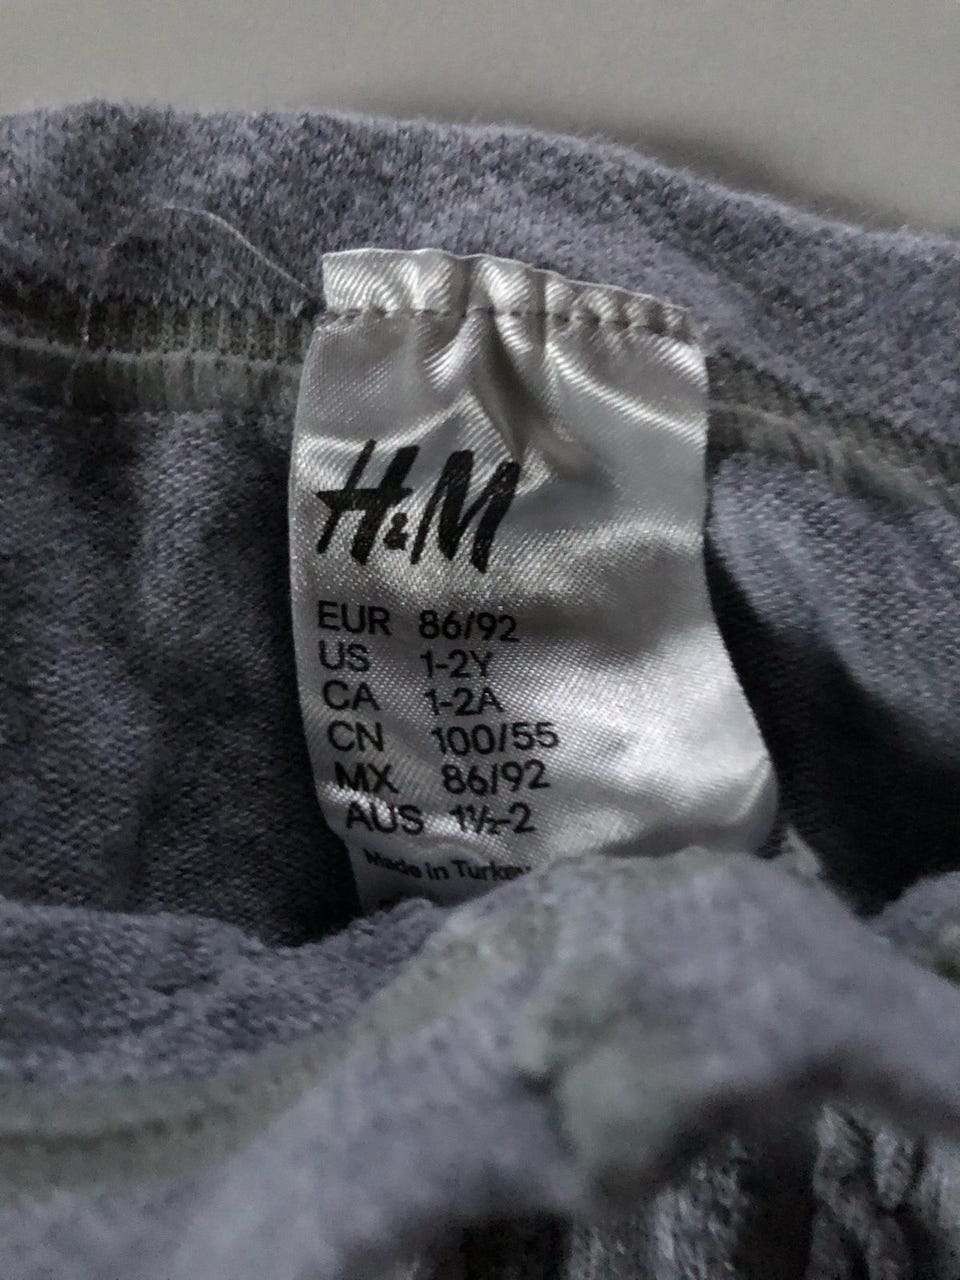 H&M
EUR 86/92
US 1-2Y
CA 1-2A
CN 100/55
MX 86/92
AUS 1½-2
Made in Turkey